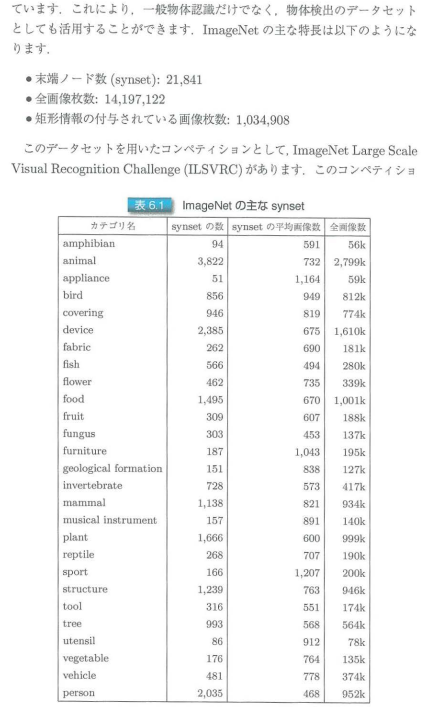 ています．これにより，一般物体認識だけでなく，物体検出のデータセット
としても活用することができます．ImageNet の主な特長は以下のようにな
ります．
● 末端ノード数 (synset): 21,841
● 全画像枚数: 14,197,122
● 矩形情報の付与されている画像枚数: 1,034,908
このデータセットを用いたコンペティションとして，ImageNet Large Scale
Visual Recognition Challenge (ILSVRC) があります．このコンペティショ
表 6.1 ImageNet の主な synset
カテゴリ名 synset の数 synset の平均画像数 全画像数
amphibian 94 591 56k
animal 3,822 732 2,799k
appliance 51 1,164 59k
bird 856 949 812k
covering 946 819 774k
device 2,385 675 1,610k
fabric 262 690 181k
fish 566 494 280k
flower 462 735 339k
food 1,495 670 1,001k
fruit 309 607 188k
fungus 303 453 137k
furniture 187 1,043 195k
geological formation 151 838 127k
invertebrate 728 573 417k
mammal 1,138 821 934k
musical instrument 157 891 140k
plant 1,666 600 999k
reptile 268 707 190k
sport 166 1,207 200k
structure 1,239 763 946k
tool 316 551 174k
tree 993 568 564k
utensil 86 912 78k
vegetable 176 764 135k
vehicle 481 778 374k
person 2,035 468 952k